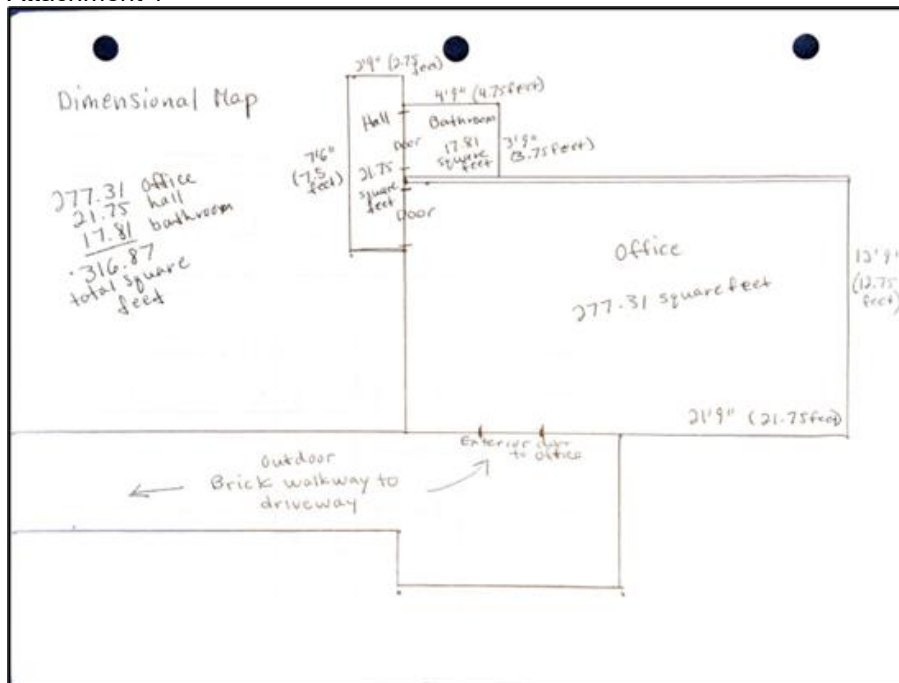 Dimensional Map
277.31 Office
21.75 hall
17.81 bathroom
316.87
total square
feet
2'9" (2.75
feet)
Hall
7'6"
(7.5
feet)
21.75
square
feet
4'9" (4.75 feet)
Bathroom
Door
17.81
square
feet
3'9"
(3.75 feet)
Door
Office
277.31 square feet
12'9"
(12.75
feet)
21'9" (21.75 feet)
Exterior door
to office
Outdoor
Brick walkway to
driveway